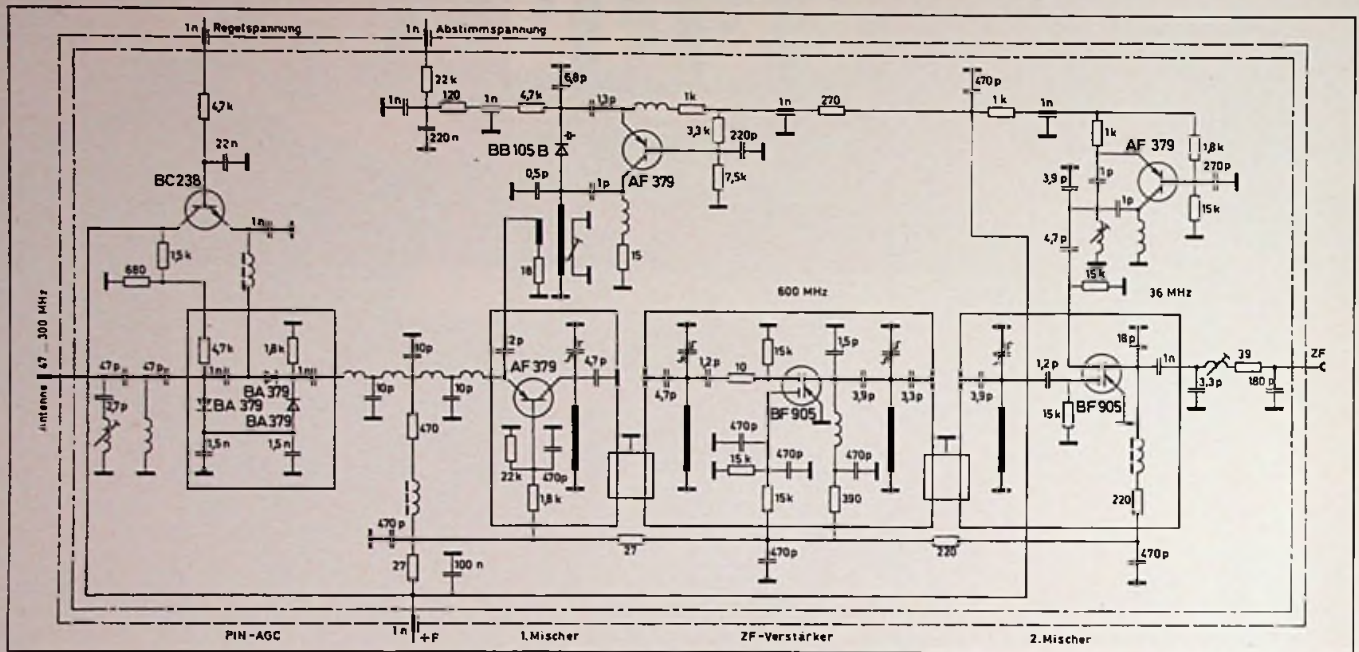 1n Regelspannung
1n Abstimmspannung
4,7k
22n
BC238
1n
1,5k
680
22k
1n
120
1n
4,7k
220n
6,8p
BB105B
0,5p
1,3p
1k
3,3k
220p
AF 379
7,5k
1p
15
18
270
1n
470p
1k
1n
1k
AF 379
1,8k
270p
15k
3,9p
1p
1p
4,7p
15k
600 MHz
36 MHz
Antenne 47 ... 300 MHz
47p
47p
2,7p
4,7k
1,8k
1n
1n
BA 379
BA 379
BA379
1,5n
1,5n
10p
10p
10p
470
470p
27
100n
2p
AF 379
4,7p
22k
470p
1,8k
4,7p
1,2p
10
15k
1,5p
BF 905
3,9p
3,3p
470p
15k
470p
470p
15k
390
27
470p
220
3,9p
1,2p
15k
BF 905
18p
1n
3,3p
39
180p
ZF
220
470p
1n
+F
PIN-AGC
1.Mischer
ZF-Verstärker
2.Mischer